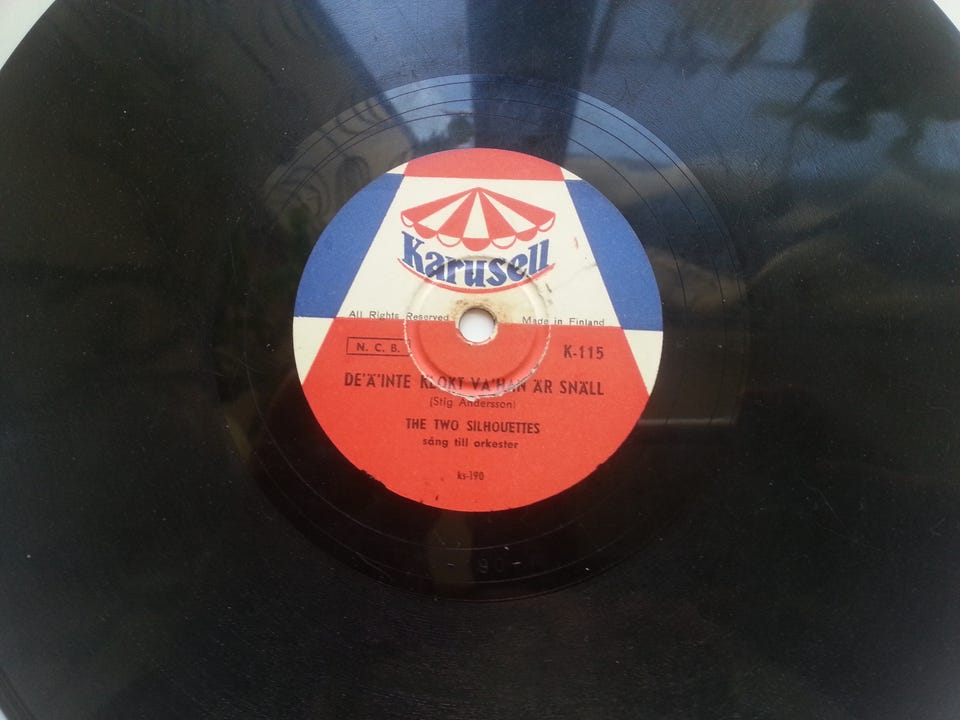 Karusell
All Rights Reserved Made in Finland
N. C. B. K-115
DE'Ä'INTE KLOKT VA'HAN ÄR SNÄLL
(Stig Andersson)
THE TWO SILHOUETTES
sång till orkester
ks-190